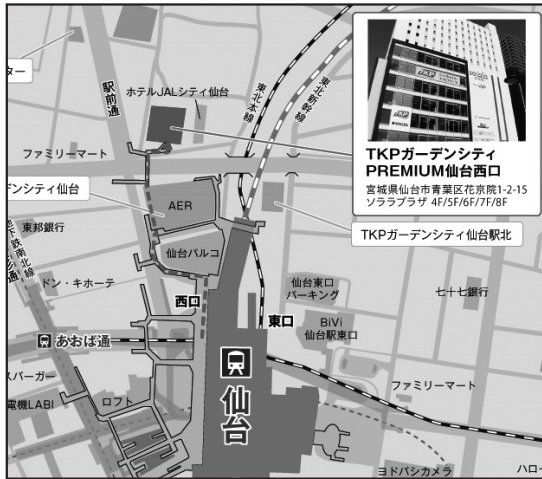 ター
駅前通
ホテルJALシティ仙台
東北本線
東北新幹線
TKP
TKPガーデンシティ
PREMIUM仙台西口
宮城県仙台市青葉区花京院1-2-15
ソララプラザ 4F/5F/6F/7F/8F
ファミリーマート
デンシティ仙台
AER
TKPガーデンシティ仙台駅北
東邦銀行
地下鉄南北線
仙台パルコ
ドン・キホーテ
西口
仙台東口
パーキング
七十七銀行
東口
BiVi
仙台駅東口
あおば通
仙台
スバーガー
電機LABI
ロフト
ファミリーマート
ヨドバシカメラ
ハロー